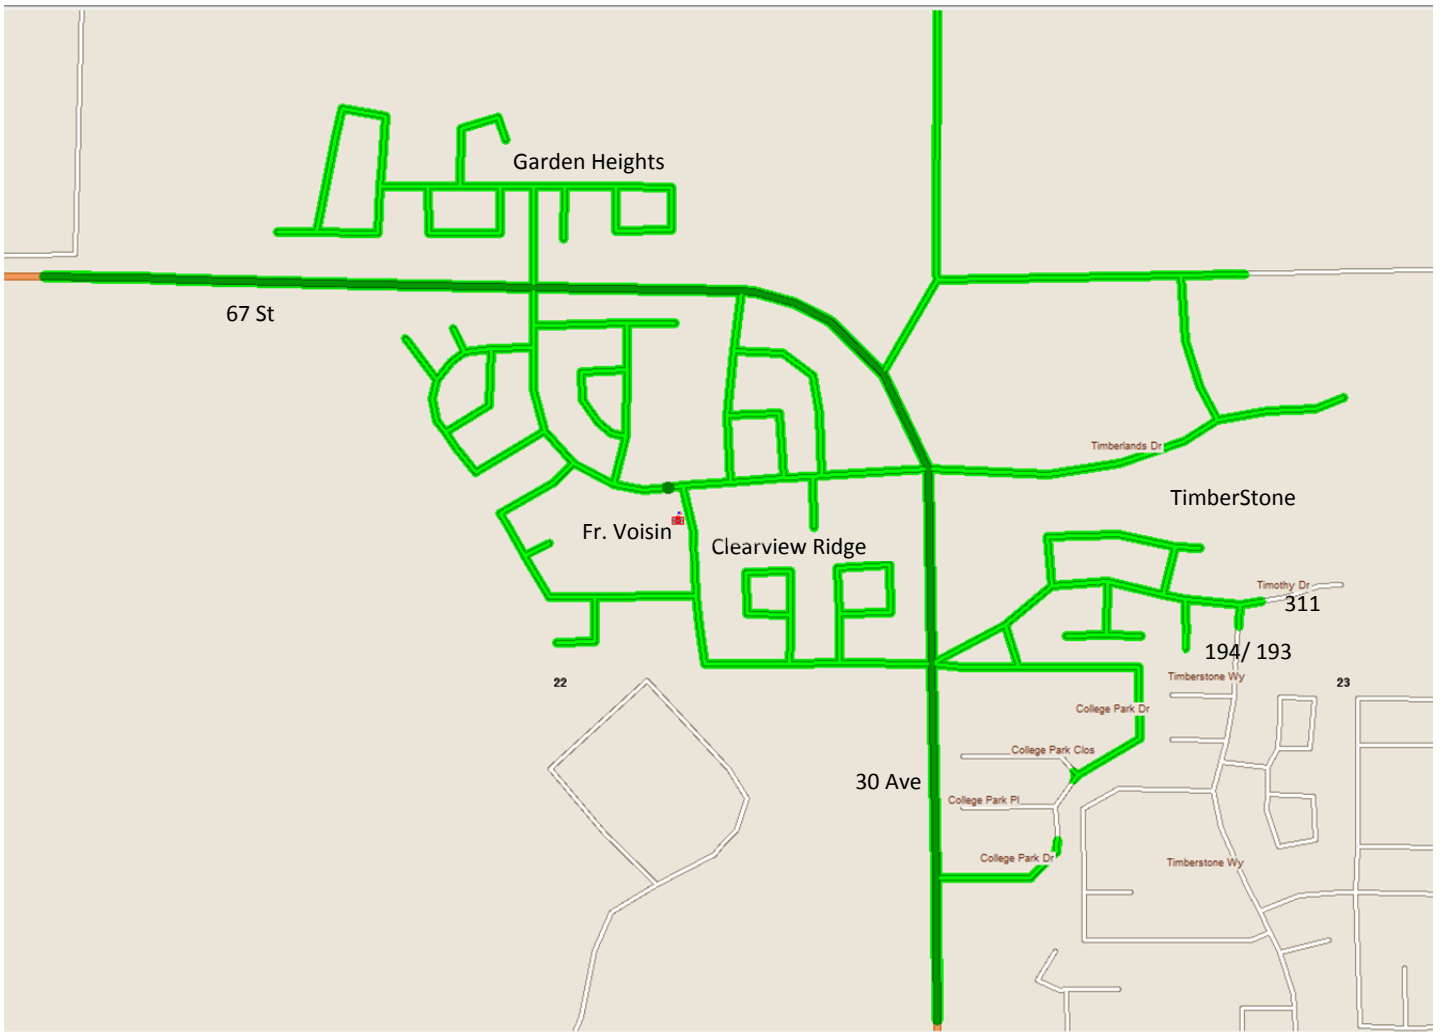 Garden Heights
67 St
Timberlands Dr
TimberStone
Fr. Voisin
Clearview Ridge
Timothy Dr
311
194/ 193
22
Timberstone Wy
23
College Park Dr
College Park Clos
30 Ave
College Park Pl
College Park Dr
Timberstone Wy